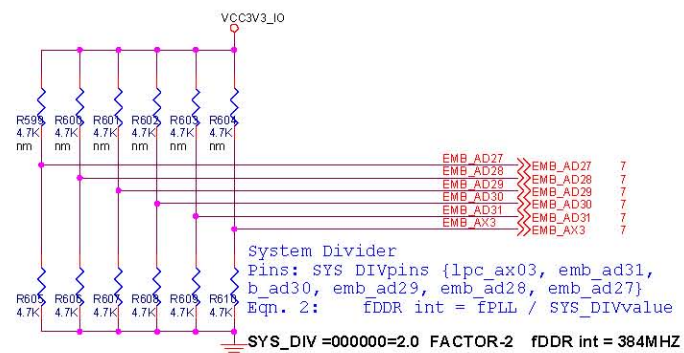 VCC3V3_IO
R599 R600 R601 R602 R603 R604
4.7K 4.7K 4.7K 4.7K 4.7K 4.7K
nm nm nm nm nm nm
EMB_AD27 EMB_AD27 7
EMB_AD28 EMB_AD28 7
EMB_AD29 EMB_AD29 7
EMB_AD30 EMB_AD30 7
EMB_AD31 EMB_AD31 7
EMB_AX3 EMB_AX3 7
System Divider
Pins: SYS DIVpins {lpc_ax03, emb_ad31,
b_ad30, emb_ad29, emb_ad28, emb_ad27}
R605 R606 R607 R608 R609 R610
4.7K 4.7K 4.7K 4.7K 4.7K 4.7K
Eqn. 2: fDDR int = fPLL / SYS_DIVvalue
SYS_DIV =000000=2.0 FACTOR-2 fDDR int = 384MHZ